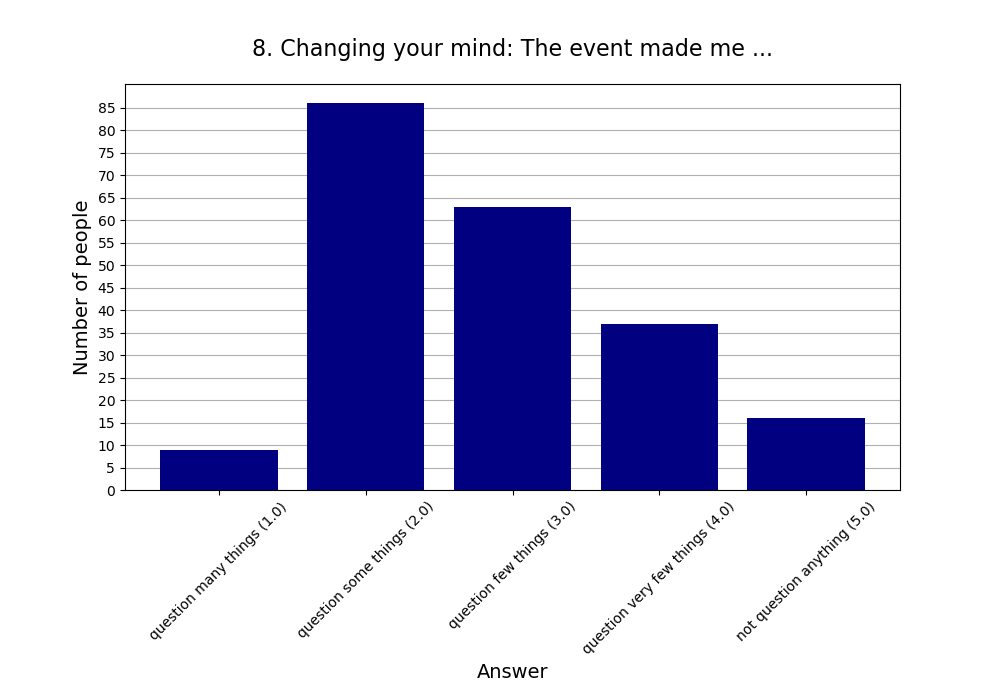 8. Changing your mind: The event made me ...
Number of people
85
80
75
70
65
60
55
50
45
40
35
30
25
20
15
10
5
0
question many things (1.0)
question some things (2.0)
question few things (3.0)
question very few things (4.0)
not question anything (5.0)
Answer